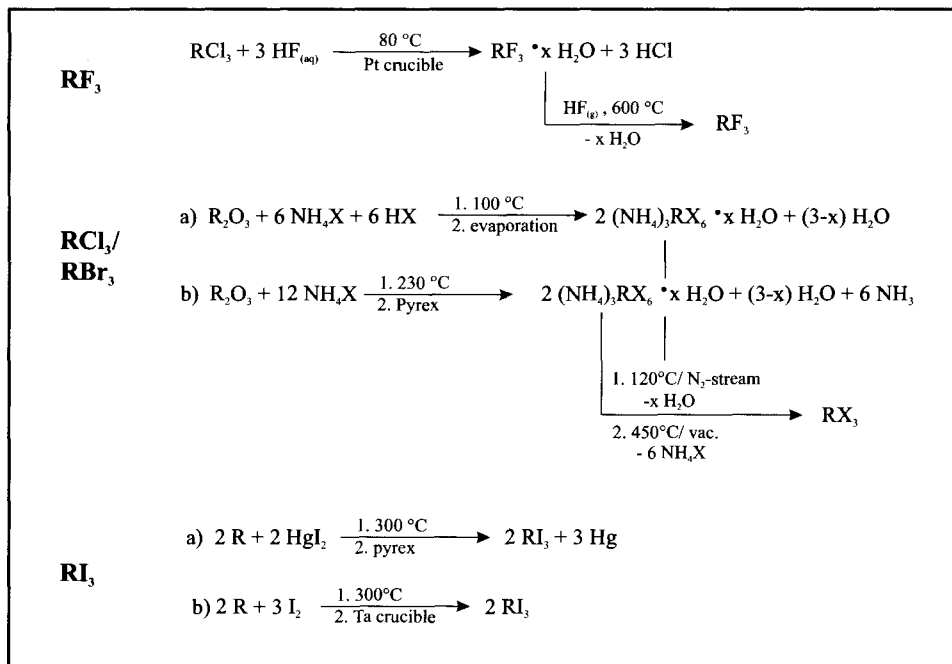 RF₃
RCl₃ + 3 HF₍aq₎ 80 °C Pt crucible RF₃ • x H₂O + 3 HCl
HF₍g₎ , 600 °C
- x H₂O
RF₃
RCl₃/
RBr₃
a) R₂O₃ + 6 NH₄X + 6 HX 1. 100 °C 2. evaporation 2 (NH₄)₃RX₆ • x H₂O + (3-x) H₂O
b) R₂O₃ + 12 NH₄X 1. 230 °C 2. Pyrex 2 (NH₄)₃RX₆ • x H₂O + (3-x) H₂O + 6 NH₃
1. 120°C/ N₂-stream
-x H₂O
RX₃
2. 450°C/ vac.
- 6 NH₄X
RI₃
a) 2 R + 2 HgI₂ 1. 300 °C 2. pyrex 2 RI₃ + 3 Hg
b) 2 R + 3 I₂ 1. 300°C 2. Ta crucible 2 RI₃